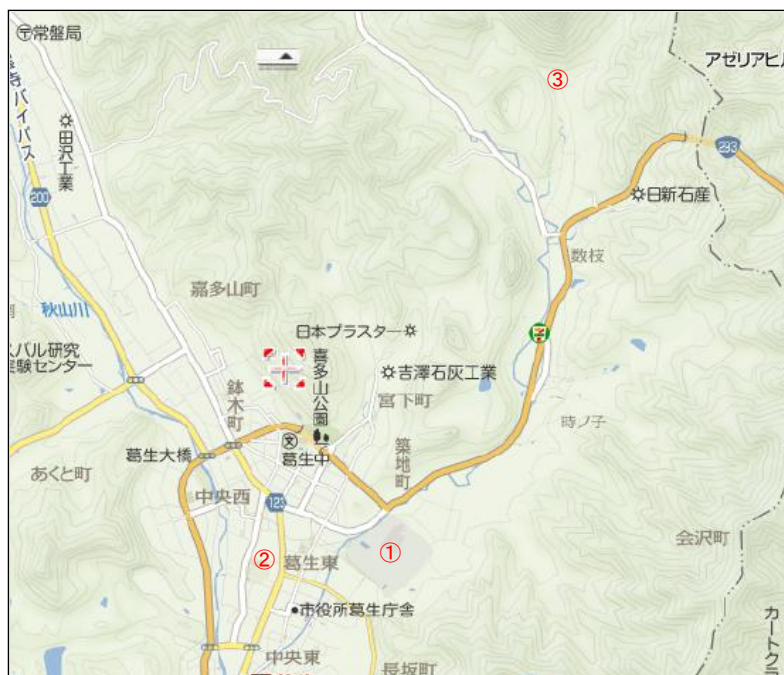 〒常盤局
アゼリアヒル
③
バイパス
田沢工業
293
200
日新石産
数枝
嘉多山町
秋山川
日本プラスター
スバル研究
実験センター
喜多山公園
吉澤石灰工業
宮下町
鉢木町
時ノ子
葛生大橋
文
葛生中
築地町
あくと町
中央西
123
会沢町
①
②
葛生東
市役所葛生庁舎
カートクラ
中央東
長坂町